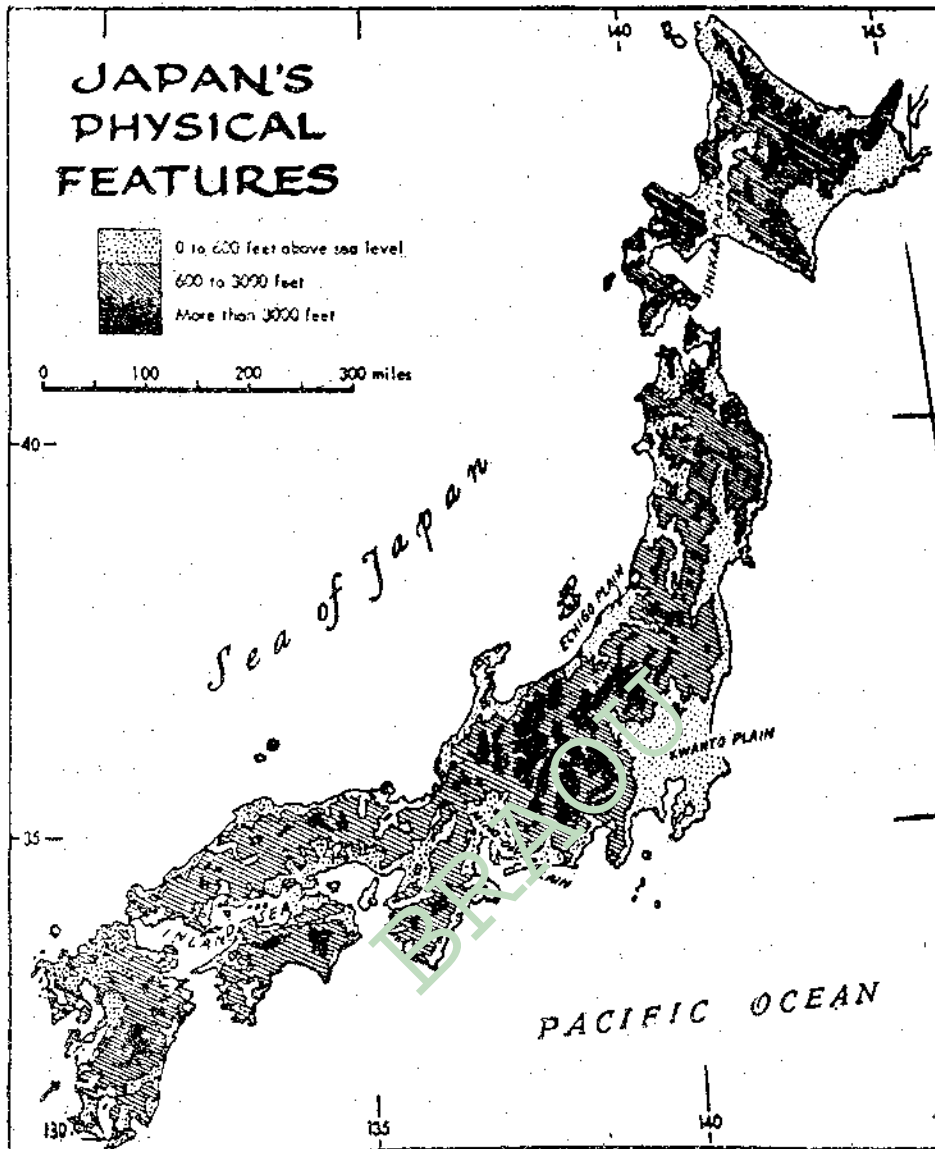 140
145
JAPAN'S
PHYSICAL
FEATURES
0 to 600 feet above sea level
600 to 3000 feet
More than 3000 feet
0 100 200 300 miles
40
Sea of Japan
ECHIGO PLAIN
KWANTO PLAIN
35
INLAND SEA
BRAOU
PACIFIC OCEAN
130
135
140